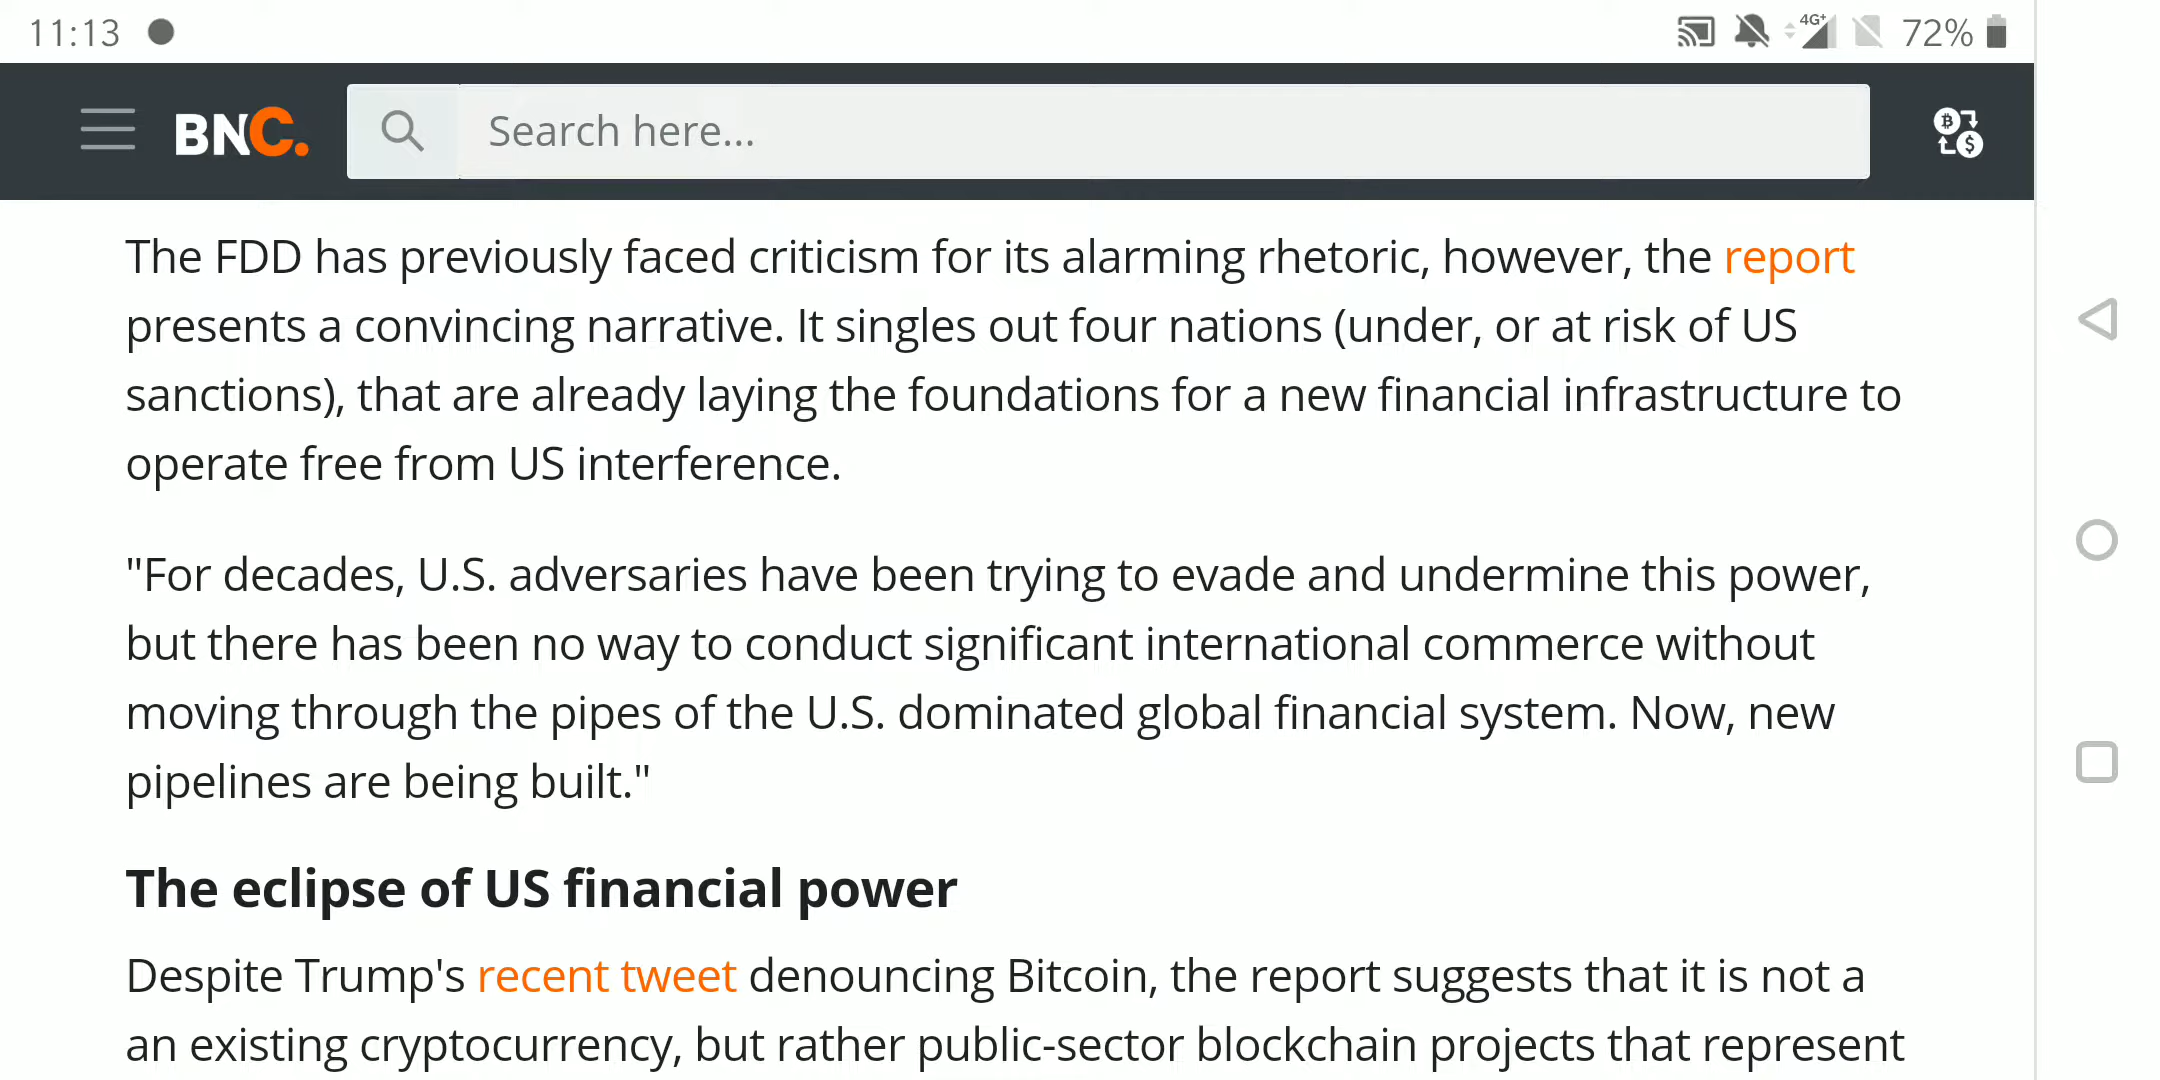 11:13
4G+
72%
BNC.
Search here...
The FDD has previously faced criticism for its alarming rhetoric, however, the report
presents a convincing narrative. It singles out four nations (under, or at risk of US
sanctions), that are already laying the foundations for a new financial infrastructure to
operate free from US interference.
"For decades, U.S. adversaries have been trying to evade and undermine this power,
but there has been no way to conduct significant international commerce without
moving through the pipes of the U.S. dominated global financial system. Now, new
pipelines are being built."
The eclipse of US financial power
Despite Trump's recent tweet denouncing Bitcoin, the report suggests that it is not a
an existing cryptocurrency, but rather public-sector blockchain projects that represent